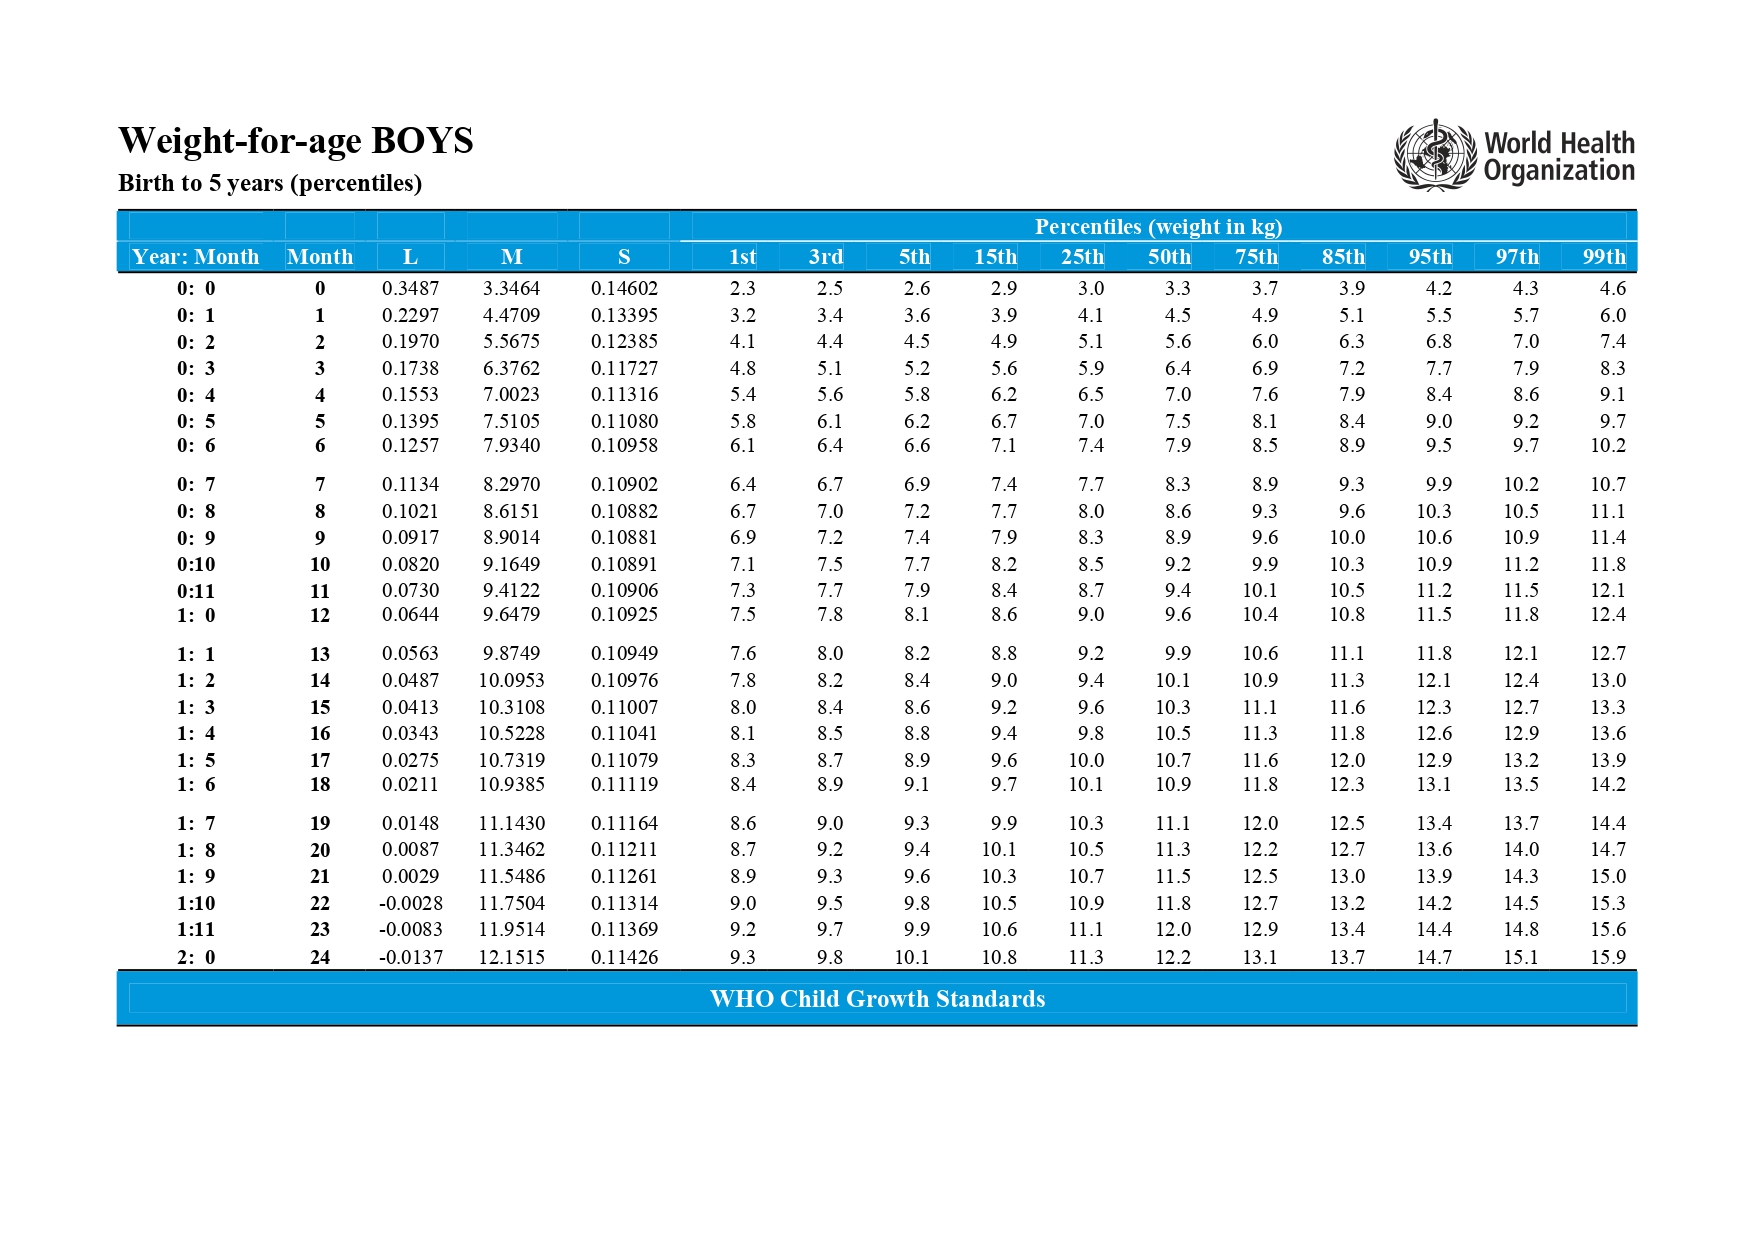 Weight-for-age BOYS
Birth to 5 years (percentiles)
World Health
Organization
Percentiles (weight in kg)
Year: Month Month L M S 1st 3rd 5th 15th 25th 50th 75th 85th 95th 97th 99th
0: 0 0 0.3487 3.3464 0.14602 2.3 2.5 2.6 2.9 3.0 3.3 3.7 3.9 4.2 4.3 4.6
0: 1 1 0.2297 4.4709 0.13395 3.2 3.4 3.6 3.9 4.1 4.5 4.9 5.1 5.5 5.7 6.0
0: 2 2 0.1970 5.5675 0.12385 4.1 4.4 4.5 4.9 5.1 5.6 6.0 6.3 6.8 7.0 7.4
0: 3 3 0.1738 6.3762 0.11727 4.8 5.1 5.2 5.6 5.9 6.4 6.9 7.2 7.7 7.9 8.3
0: 4 4 0.1553 7.0023 0.11316 5.4 5.6 5.8 6.2 6.5 7.0 7.6 7.9 8.4 8.6 9.1
0: 5 5 0.1395 7.5105 0.11080 5.8 6.1 6.2 6.7 7.0 7.5 8.1 8.4 9.0 9.2 9.7
0: 6 6 0.1257 7.9340 0.10958 6.1 6.4 6.6 7.1 7.4 7.9 8.5 8.9 9.5 9.7 10.2
0: 7 7 0.1134 8.2970 0.10902 6.4 6.7 6.9 7.4 7.7 8.3 8.9 9.3 9.9 10.2 10.7
0: 8 8 0.1021 8.6151 0.10882 6.7 7.0 7.2 7.7 8.0 8.6 9.3 9.6 10.3 10.5 11.1
0: 9 9 0.0917 8.9014 0.10881 6.9 7.2 7.4 7.9 8.3 8.9 9.6 10.0 10.6 10.9 11.4
0:10 10 0.0820 9.1649 0.10891 7.1 7.5 7.7 8.2 8.5 9.2 9.9 10.3 10.9 11.2 11.8
0:11 11 0.0730 9.4122 0.10906 7.3 7.7 7.9 8.4 8.7 9.4 10.1 10.5 11.2 11.5 12.1
1: 0 12 0.0644 9.6479 0.10925 7.5 7.8 8.1 8.6 9.0 9.6 10.4 10.8 11.5 11.8 12.4
1: 1 13 0.0563 9.8749 0.10949 7.6 8.0 8.2 8.8 9.2 9.9 10.6 11.1 11.8 12.1 12.7
1: 2 14 0.0487 10.0953 0.10976 7.8 8.2 8.4 9.0 9.4 10.1 10.9 11.3 12.1 12.4 13.0
1: 3 15 0.0413 10.3108 0.11007 8.0 8.4 8.6 9.2 9.6 10.3 11.1 11.6 12.3 12.7 13.3
1: 4 16 0.0343 10.5228 0.11041 8.1 8.5 8.8 9.4 9.8 10.5 11.3 11.8 12.6 12.9 13.6
1: 5 17 0.0275 10.7319 0.11079 8.3 8.7 8.9 9.6 10.0 10.7 11.6 12.0 12.9 13.2 13.9
1: 6 18 0.0211 10.9385 0.11119 8.4 8.9 9.1 9.7 10.1 10.9 11.8 12.3 13.1 13.5 14.2
1: 7 19 0.0148 11.1430 0.11164 8.6 9.0 9.3 9.9 10.3 11.1 12.0 12.5 13.4 13.7 14.4
1: 8 20 0.0087 11.3462 0.11211 8.7 9.2 9.4 10.1 10.5 11.3 12.2 12.7 13.6 14.0 14.7
1: 9 21 0.0029 11.5486 0.11261 8.9 9.3 9.6 10.3 10.7 11.5 12.5 13.0 13.9 14.3 15.0
1:10 22 -0.0028 11.7504 0.11314 9.0 9.5 9.8 10.5 10.9 11.8 12.7 13.2 14.2 14.5 15.3
1:11 23 -0.0083 11.9514 0.11369 9.2 9.7 9.9 10.6 11.1 12.0 12.9 13.4 14.4 14.8 15.6
2: 0 24 -0.0137 12.1515 0.11426 9.3 9.8 10.1 10.8 11.3 12.2 13.1 13.7 14.7 15.1 15.9
WHO Child Growth Standards